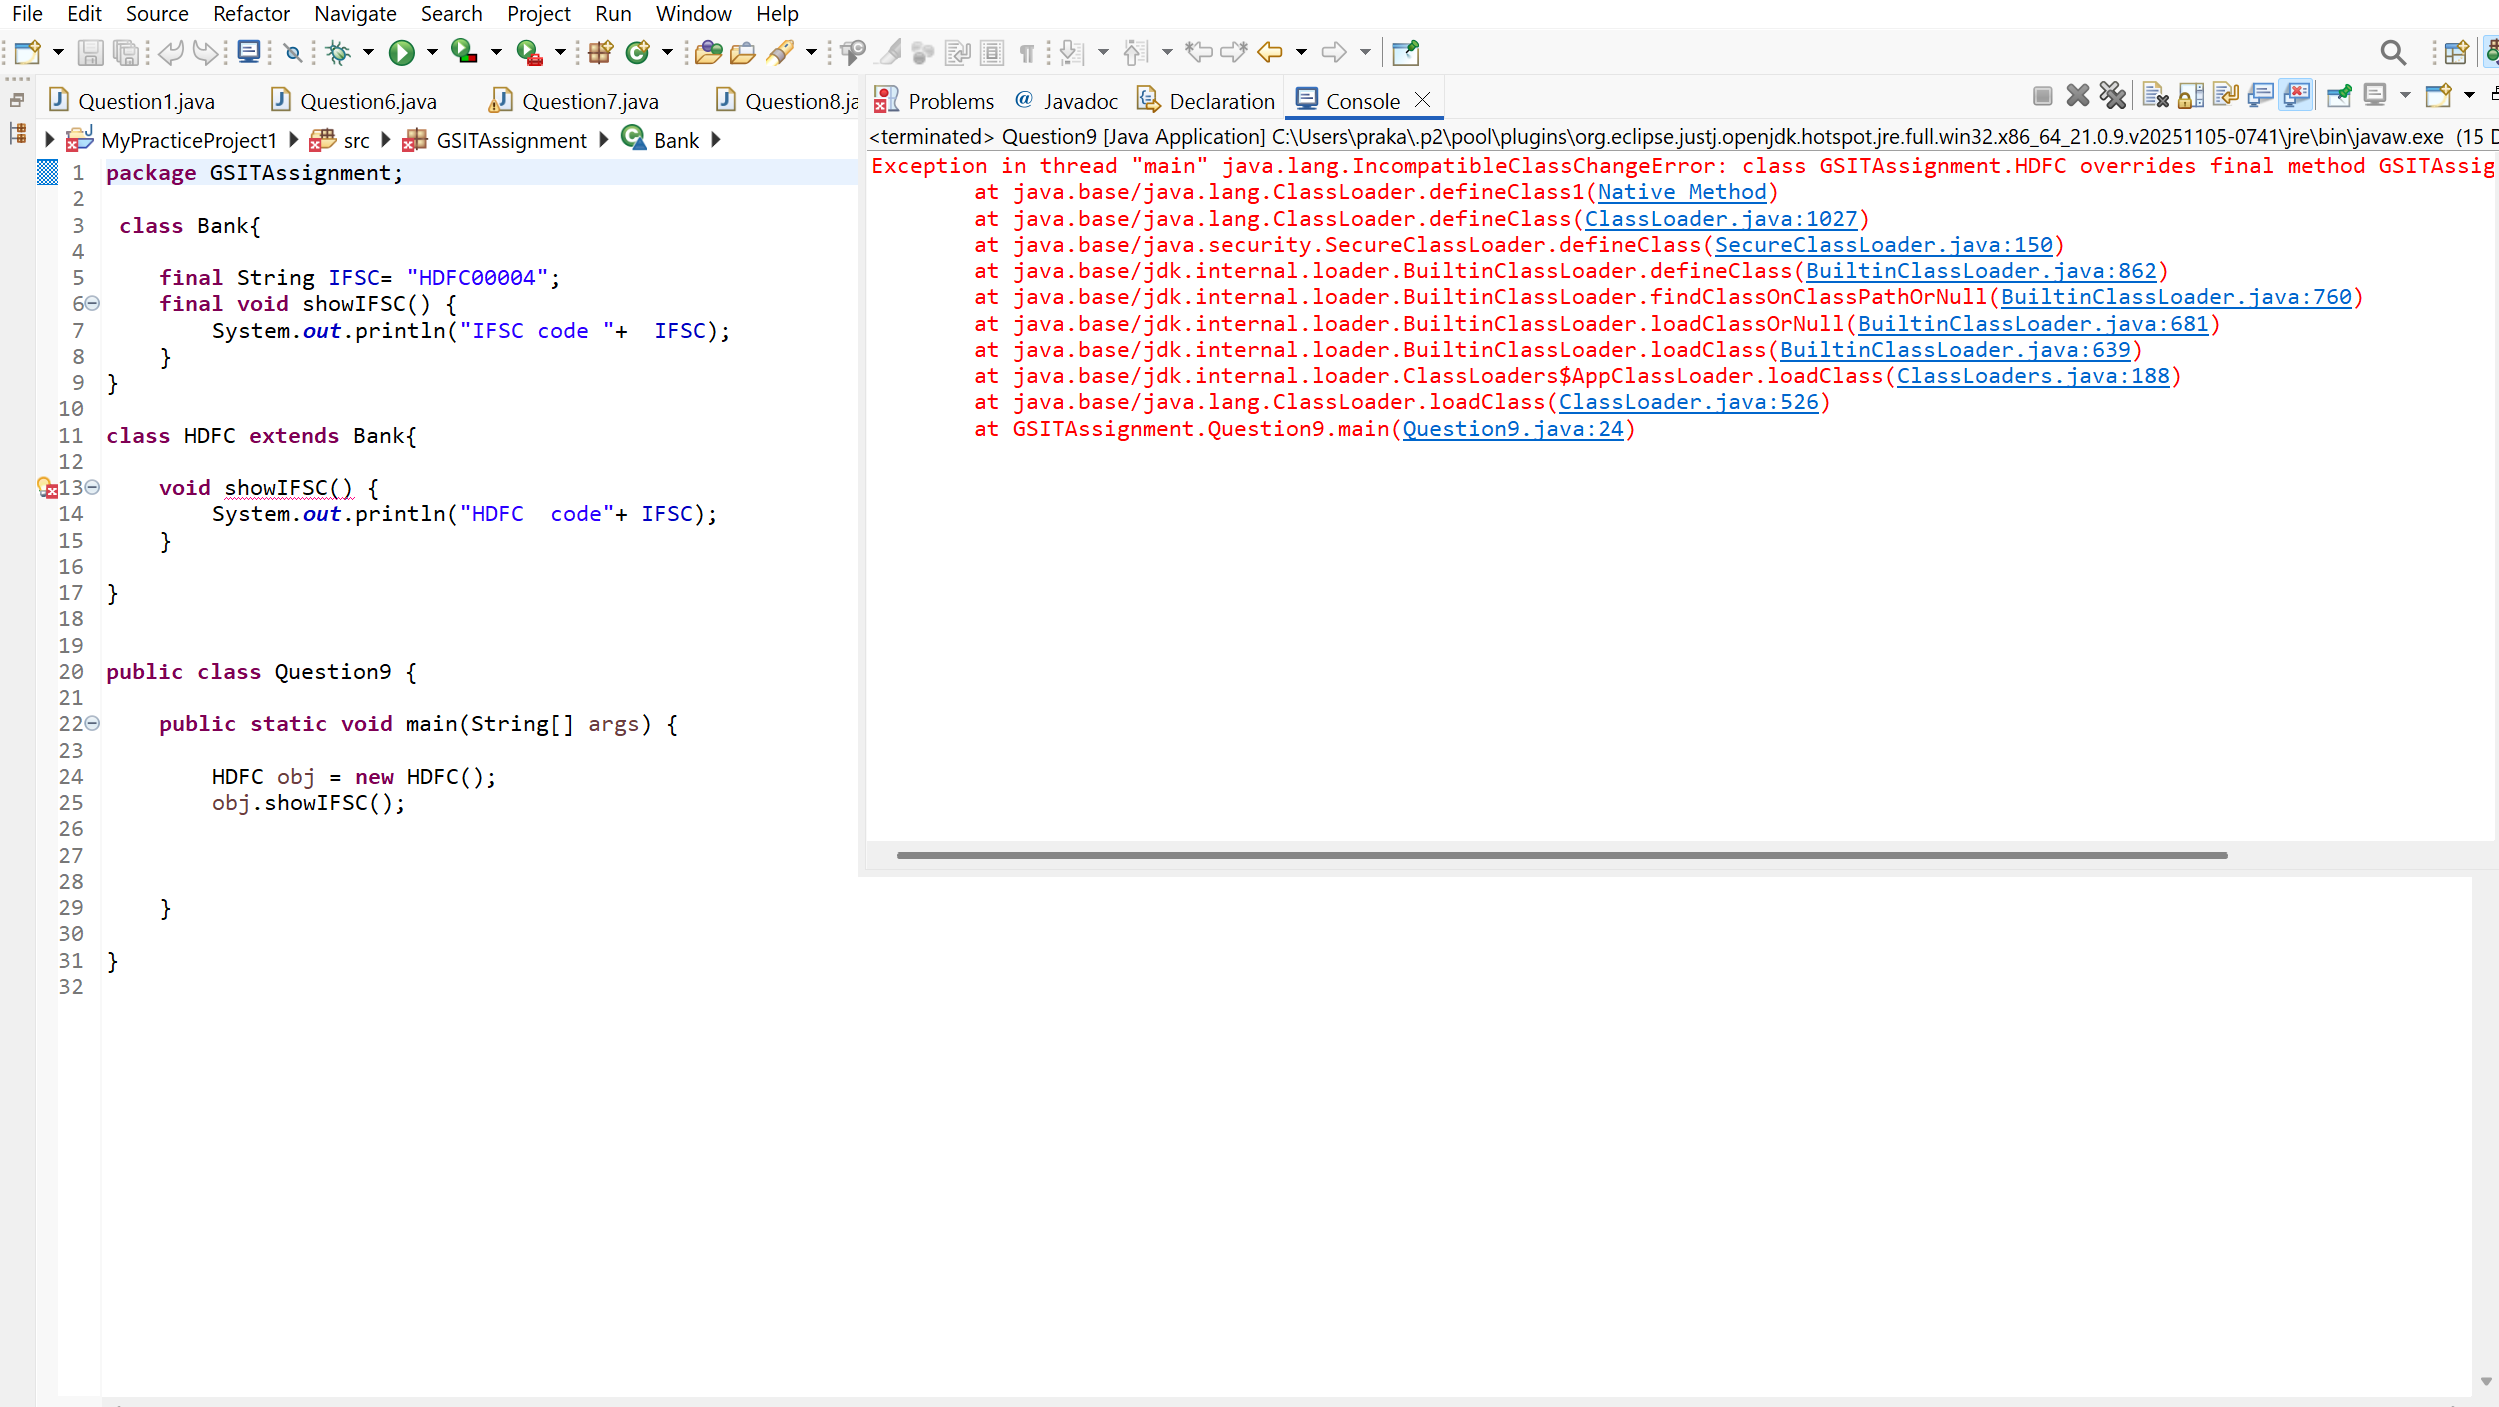 File Edit Source Refactor Navigate Search Project Run Window Help
Question1.java Question6.java Question7.java Question8.ja
MyPracticeProject1 src GSITAssignment Bank
1 package GSITAssignment;
2
3 class Bank{
4
5 final String IFSC= "HDFC00004";
6 final void showIFSC() {
7 System.out.println("IFSC code "+  IFSC);
8 }
9 }
10
11 class HDFC extends Bank{
12
13 void showIFSC() {
14 System.out.println("HDFC  code"+ IFSC);
15 }
16
17 }
18
19
20 public class Question9 {
21
22 public static void main(String[] args) {
23
24 HDFC obj = new HDFC();
25 obj.showIFSC();
26
27
28
29 }
30
31 }
32
Problems @ Javadoc Declaration Console
<terminated> Question9 [Java Application] C:\Users\praka\.p2\pool\plugins\org.eclipse.justj.openjdk.hotspot.jre.full.win32.x86_64_21.0.9.v20251105-0741\jre\bin\javaw.exe (15 D
Exception in thread "main" java.lang.IncompatibleClassChangeError: class GSITAssignment.HDFC overrides final method GSITAssig
at java.base/java.lang.ClassLoader.defineClass1(Native Method)
at java.base/java.lang.ClassLoader.defineClass(ClassLoader.java:1027)
at java.base/java.security.SecureClassLoader.defineClass(SecureClassLoader.java:150)
at java.base/jdk.internal.loader.BuiltinClassLoader.defineClass(BuiltinClassLoader.java:862)
at java.base/jdk.internal.loader.BuiltinClassLoader.findClassOnClassPathOrNull(BuiltinClassLoader.java:760)
at java.base/jdk.internal.loader.BuiltinClassLoader.loadClassOrNull(BuiltinClassLoader.java:681)
at java.base/jdk.internal.loader.BuiltinClassLoader.loadClass(BuiltinClassLoader.java:639)
at java.base/jdk.internal.loader.ClassLoaders$AppClassLoader.loadClass(ClassLoaders.java:188)
at java.base/java.lang.ClassLoader.loadClass(ClassLoader.java:526)
at GSITAssignment.Question9.main(Question9.java:24)